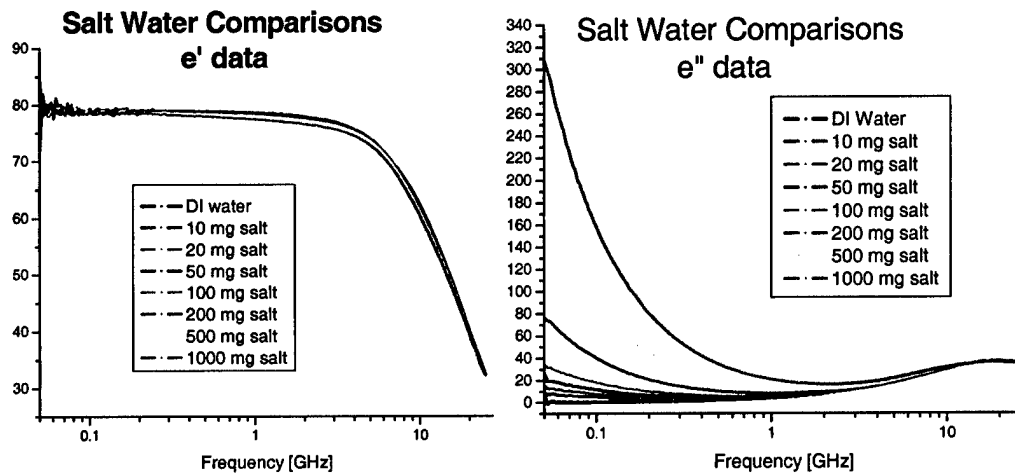 Salt Water Comparisons
e' data
90
80
70
60
50
40
30
DI water
10 mg salt
20 mg salt
50 mg salt
100 mg salt
200 mg salt
500 mg salt
1000 mg salt
0.1
1
10
Frequency [GHz]
Salt Water Comparisons
e" data
340
320
300
280
260
240
220
200
180
160
140
120
100
80
60
40
20
0
DI Water
10 mg salt
20 mg salt
50 mg salt
100 mg salt
200 mg salt
500 mg salt
1000 mg salt
0.1
1
10
Frequency [GHz]